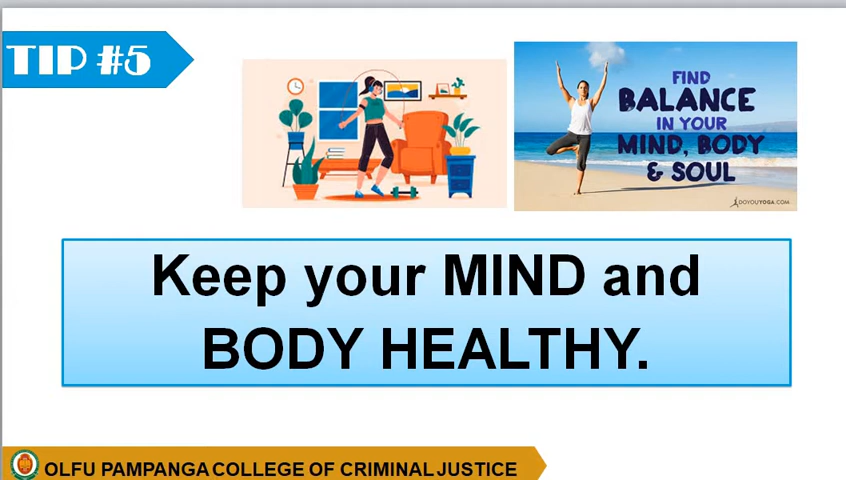 TIP #5
FIND
BALANCE
IN YOUR
MIND, BODY
& SOUL
DOYOUYOGA.COM
Keep your MIND and
BODY HEALTHY.
OLFU PAMPANGA COLLEGE OF CRIMINAL JUSTICE